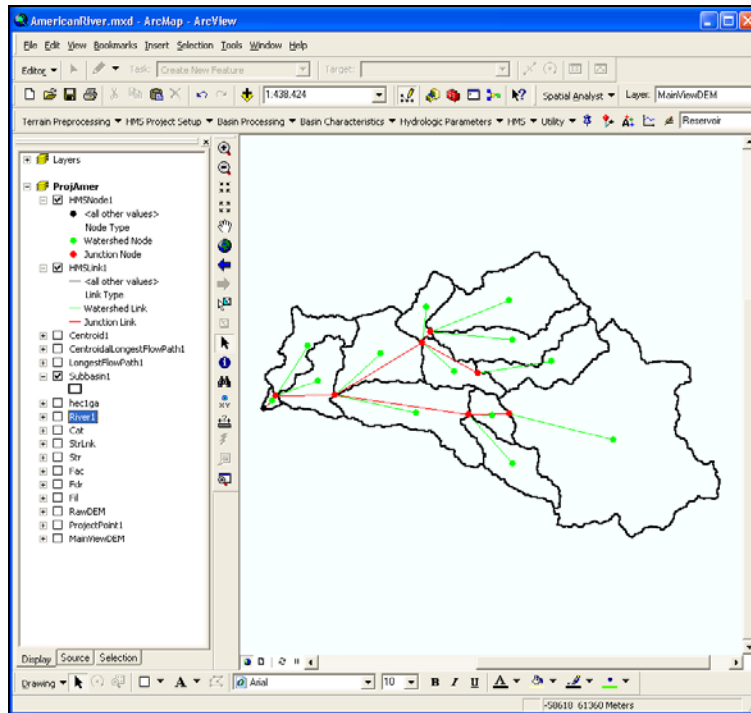 AmericanRiver.mxd - ArcMap - ArcView
File Edit View Bookmarks Insert Selection Tools Window Help
Editor Task: Create New Feature Target:
1:438,424 Spatial Analyst Layer: MainViewDEM
Terrain Preprocessing HMS Project Setup Basin Processing Basin Characteristics Hydrologic Parameters HMS Utility Reservoir
Layers
ProjAmer
HMSNode1
<all other values>
Node Type
Watershed Node
Junction Node
HMSLink1
<all other values>
Link Type
Watershed Link
Junction Link
Centroid1
CentroidalLongestFlowPath1
LongestFlowPath1
Subbasin1
hec1ga
River1
Cat
StrLnk
Str
Fac
Fdr
Fil
RawDEM
ProjectPoint1
MainViewDEM
Display Source Selection
Drawing A Arial 10 B I U A
-58618 61360 Meters